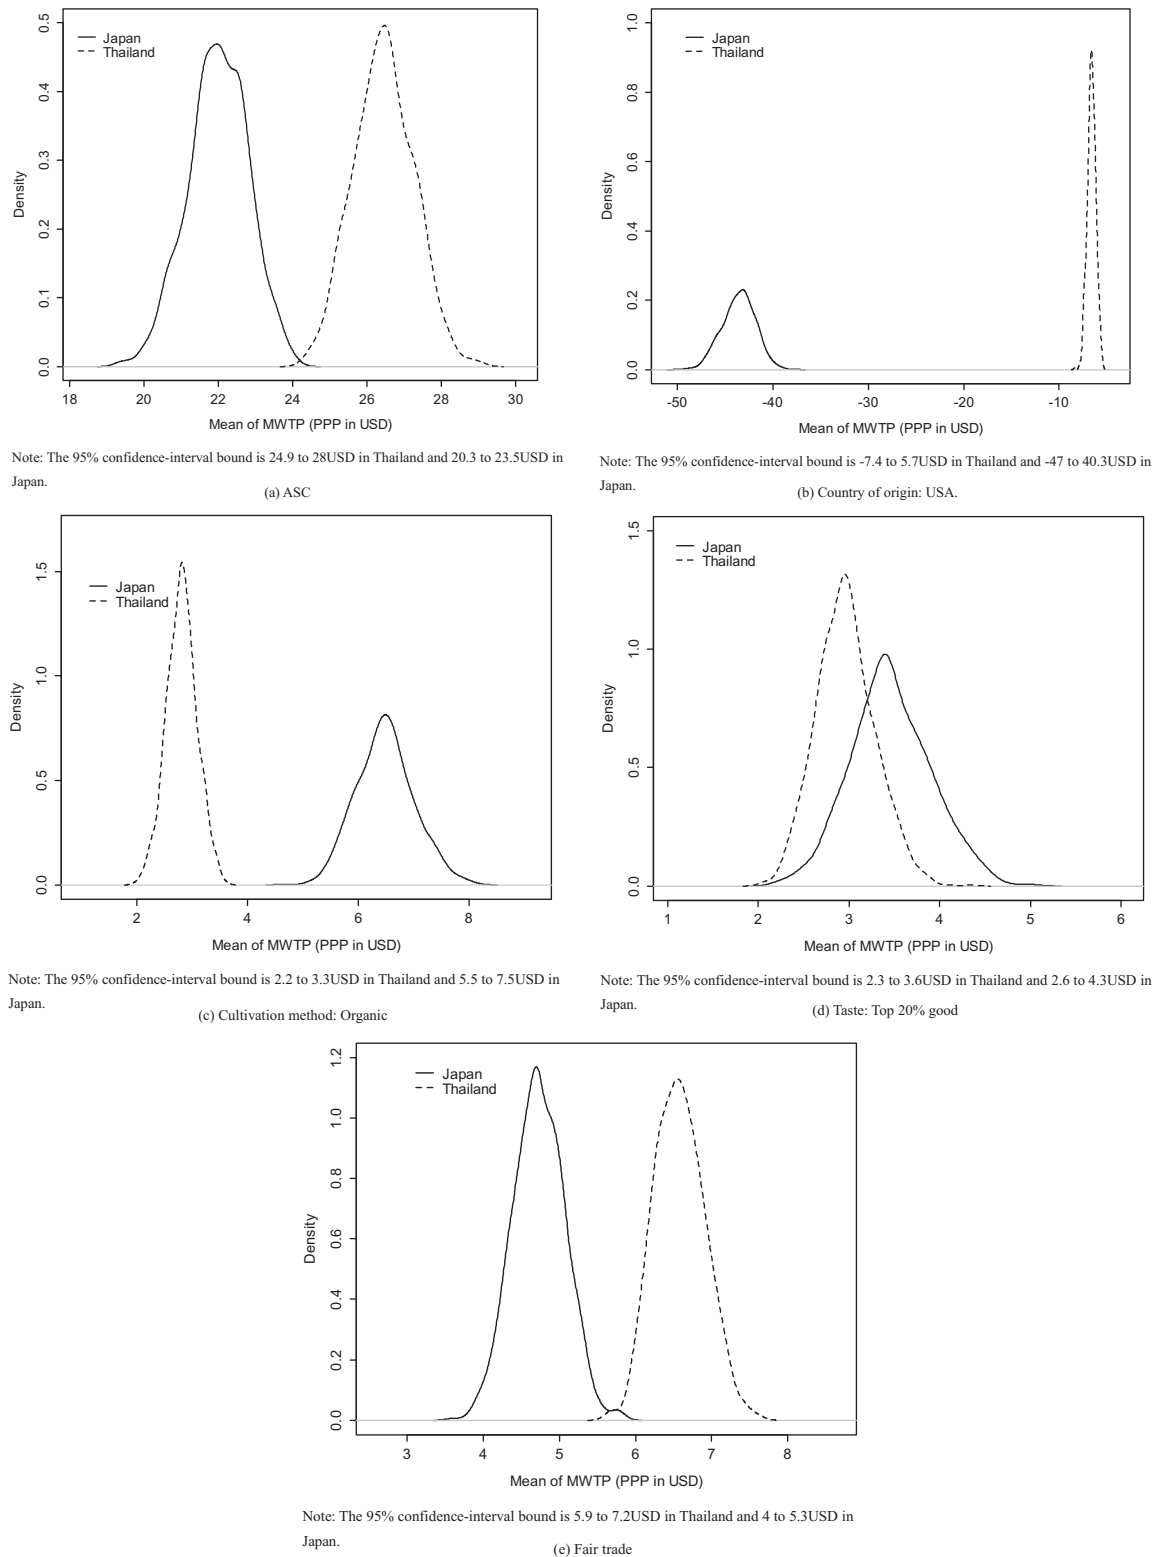 Japan
Thailand
Density
0.0
0.1
0.2
0.3
0.4
0.5
18 20 22 24 26 28 30
Mean of MWTP (PPP in USD)
Note: The 95% confidence-interval bound is 24.9 to 28USD in Thailand and 20.3 to 23.5USD in
Japan.
(a) ASC
Japan
Thailand
Density
0.0
0.2
0.4
0.6
0.8
1.0
-50 -40 -30 -20 -10
Mean of MWTP (PPP in USD)
Note: The 95% confidence-interval bound is -7.4 to 5.7USD in Thailand and -47 to 40.3USD in
Japan.
(b) Country of origin: USA.
Japan
Thailand
Density
0.0
0.5
1.0
1.5
2 4 6 8
Mean of MWTP (PPP in USD)
Note: The 95% confidence-interval bound is 2.2 to 3.3USD in Thailand and 5.5 to 7.5USD in
Japan.
(c) Cultivation method: Organic
Japan
Thailand
Density
0.0
0.5
1.0
1.5
1 2 3 4 5 6
Mean of MWTP (PPP in USD)
Note: The 95% confidence-interval bound is 2.3 to 3.6USD in Thailand and 2.6 to 4.3USD in
Japan.
(d) Taste: Top 20% good
Japan
Thailand
Density
0.0
0.2
0.4
0.6
0.8
1.0
1.2
3 4 5 6 7 8
Mean of MWTP (PPP in USD)
Note: The 95% confidence-interval bound is 5.9 to 7.2USD in Thailand and 4 to 5.3USD in
Japan.
(e) Fair trade